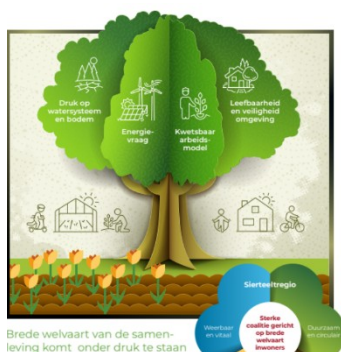 Druk op
watersysteem
en bodem
Energie-
vraag
Kwetsbaar
arbeids-
model
Leefbaarheid
en veiligheid
omgeving
Sierteeltregio
Weerbaar
en vitaal
Sterke
coalitie gericht
op brede
welvaart
inwoners
Duurzaam
en circulair
Brede welvaart van de samen-
leving komt onder druk te staan